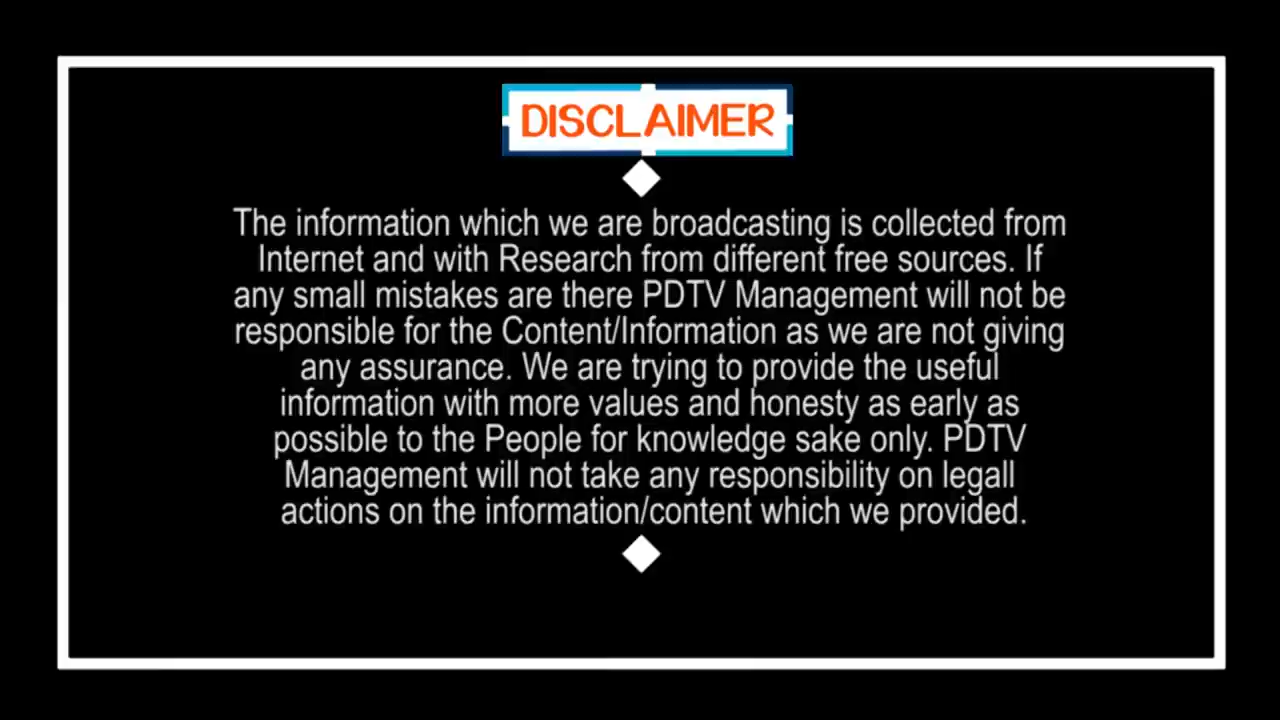 DISCLAIMER
The information which we are broadcasting is collected from
Internet and with Research from different free sources. If
any small mistakes are there PDTV Management will not be
responsible for the Content/Information as we are not giving
any assurance. We are trying to provide the useful
information with more values and honesty as early as
possible to the People for knowledge sake only. PDTV
Management will not take any responsibility on legall
actions on the information/content which we provided.